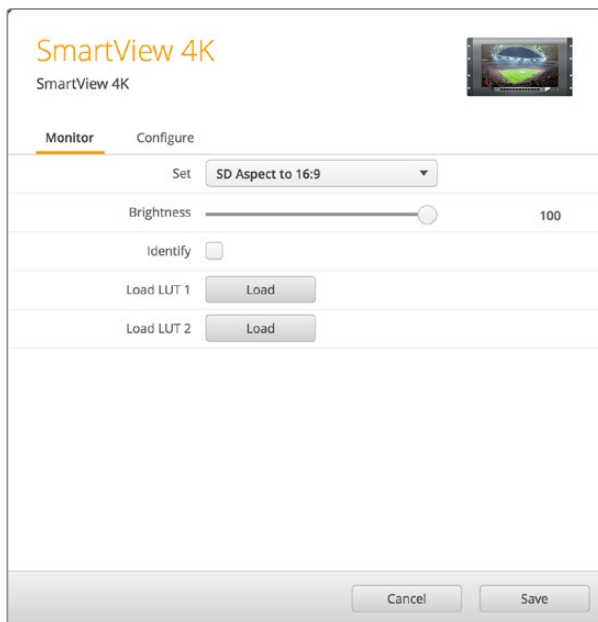 SmartView 4K
SmartView 4K
Monitor Configure
Set SD Aspect to 16:9
Brightness 100
Identify
Load LUT 1 Load
Load LUT 2 Load
Cancel Save